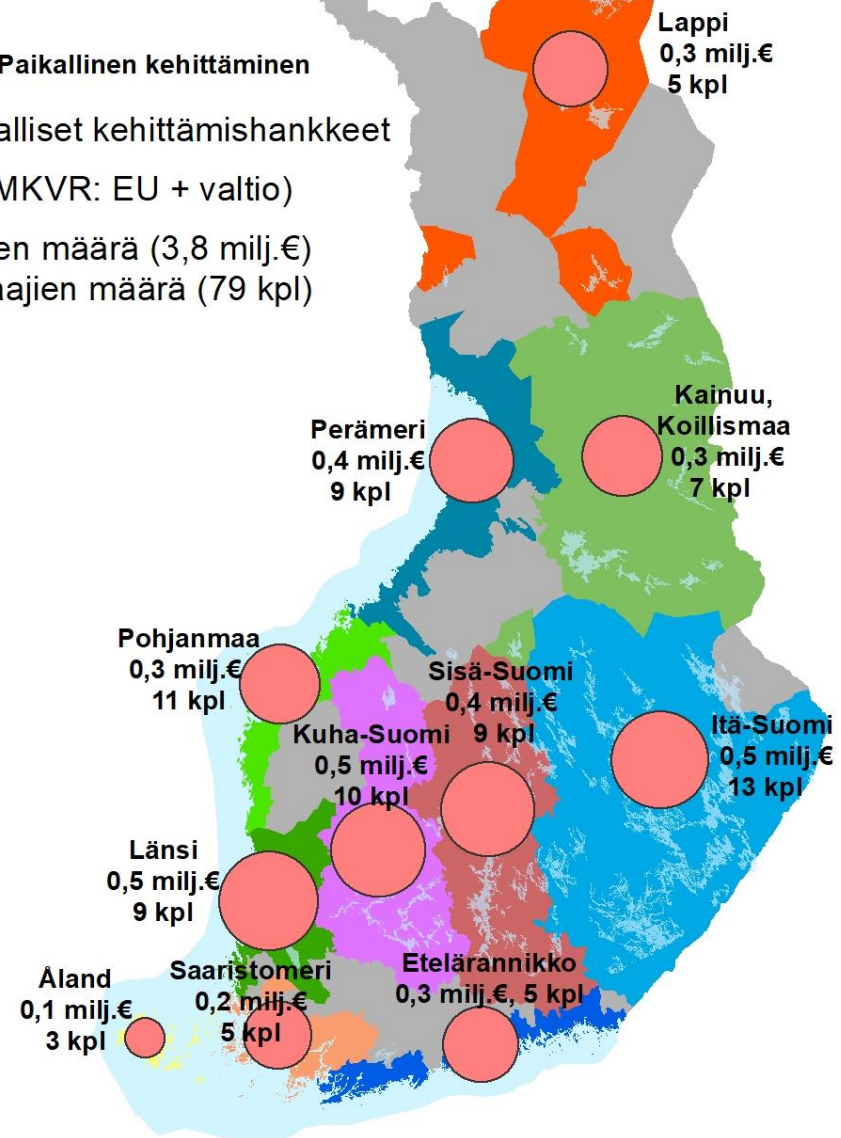 Paikallinen kehittäminen
alliset kehittämishankkeet
MKVR: EU + valtio)
en määrä (3,8 milj.€)
aajien määrä (79 kpl)
Lappi
0,3 milj.€
5 kpl
Kainuu,
Koillismaa
0,3 milj.€
7 kpl
Perämeri
0,4 milj.€
9 kpl
Pohjanmaa
0,3 milj.€
11 kpl
Sisä-Suomi
0,4 milj.€
9 kpl
Kuha-Suomi
0,5 milj.€
10 kpl
Itä-Suomi
0,5 milj.€
13 kpl
Länsi
0,5 milj.€
9 kpl
Saaristomeri
0,2 milj.€
5 kpl
Etelärannikko
0,3 milj.€, 5 kpl
Åland
0,1 milj.€
3 kpl